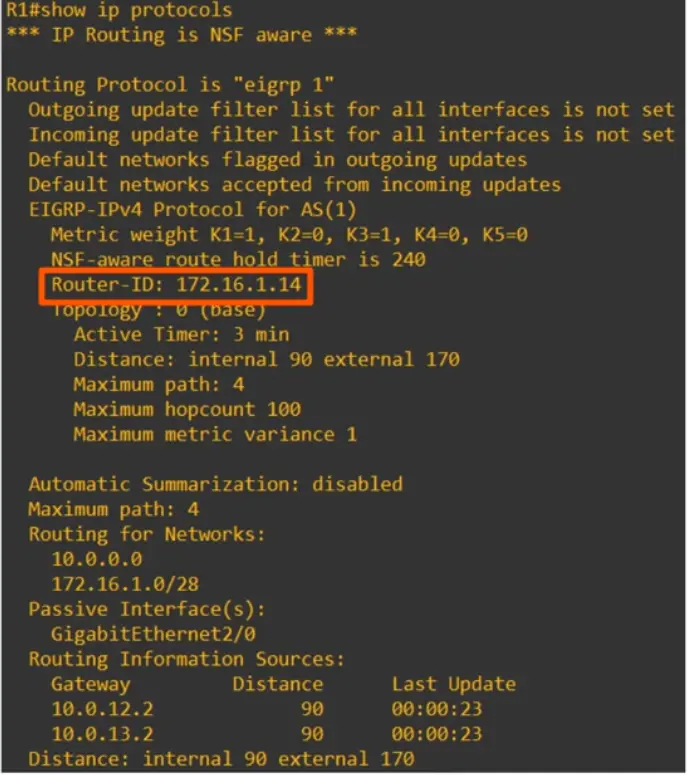 R1#show ip protocols
*** IP Routing is NSF aware ***
Routing Protocol is "eigrp 1"
Outgoing update filter list for all interfaces is not set
Incoming update filter list for all interfaces is not set
Default networks flagged in outgoing updates
Default networks accepted from incoming updates
EIGRP-IPv4 Protocol for AS(1)
Metric weight K1=1, K2=0, K3=1, K4=0, K5=0
NSF-aware route hold timer is 240
Router-ID: 172.16.1.14
Topology : 0 (base)
Active Timer: 3 min
Distance: internal 90 external 170
Maximum path: 4
Maximum hopcount 100
Maximum metric variance 1
Automatic Summarization: disabled
Maximum path: 4
Routing for Networks:
10.0.0.0
172.16.1.0/28
Passive Interface(s):
GigabitEthernet2/0
Routing Information Sources:
Gateway Distance Last Update
10.0.12.2 90 00:00:23
10.0.13.2 90 00:00:23
Distance: internal 90 external 170